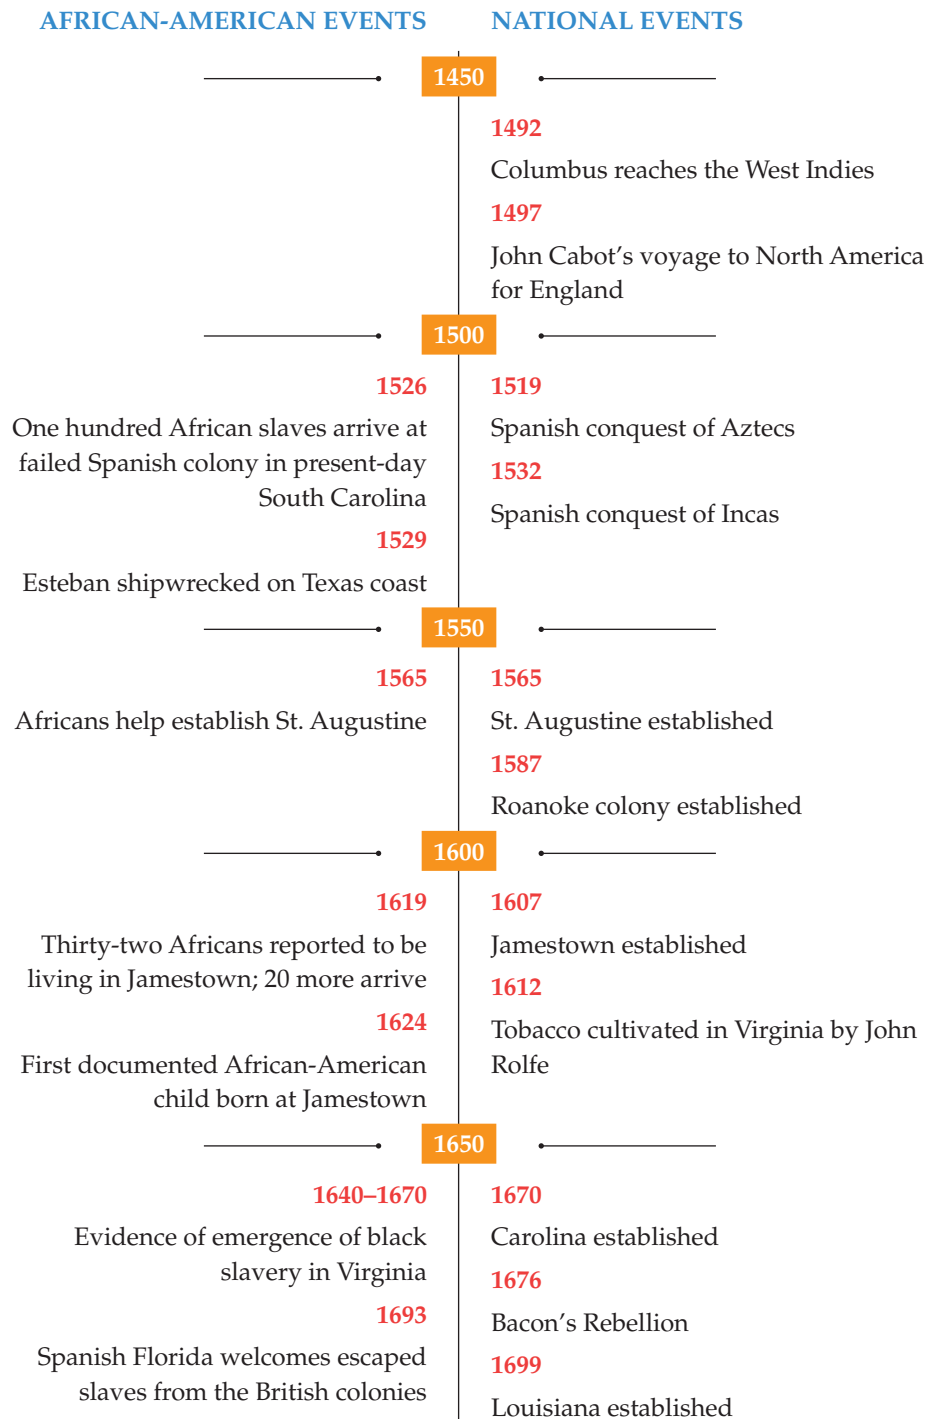 AFRICAN-AMERICAN EVENTS
NATIONAL EVENTS
1450
1492
Columbus reaches the West Indies
1497
John Cabot’s voyage to North America
for England
1500
1526
One hundred African slaves arrive at
failed Spanish colony in present-day
South Carolina
1529
Esteban shipwrecked on Texas coast
1519
Spanish conquest of Aztecs
1532
Spanish conquest of Incas
1550
1565
Africans help establish St. Augustine
1565
St. Augustine established
1587
Roanoke colony established
1600
1619
Thirty-two Africans reported to be
living in Jamestown; 20 more arrive
1624
First documented African-American
child born at Jamestown
1607
Jamestown established
1612
Tobacco cultivated in Virginia by John
Rolfe
1650
1640–1670
Evidence of emergence of black
slavery in Virginia
1693
Spanish Florida welcomes escaped
slaves from the British colonies
1670
Carolina established
1676
Bacon’s Rebellion
1699
Louisiana established